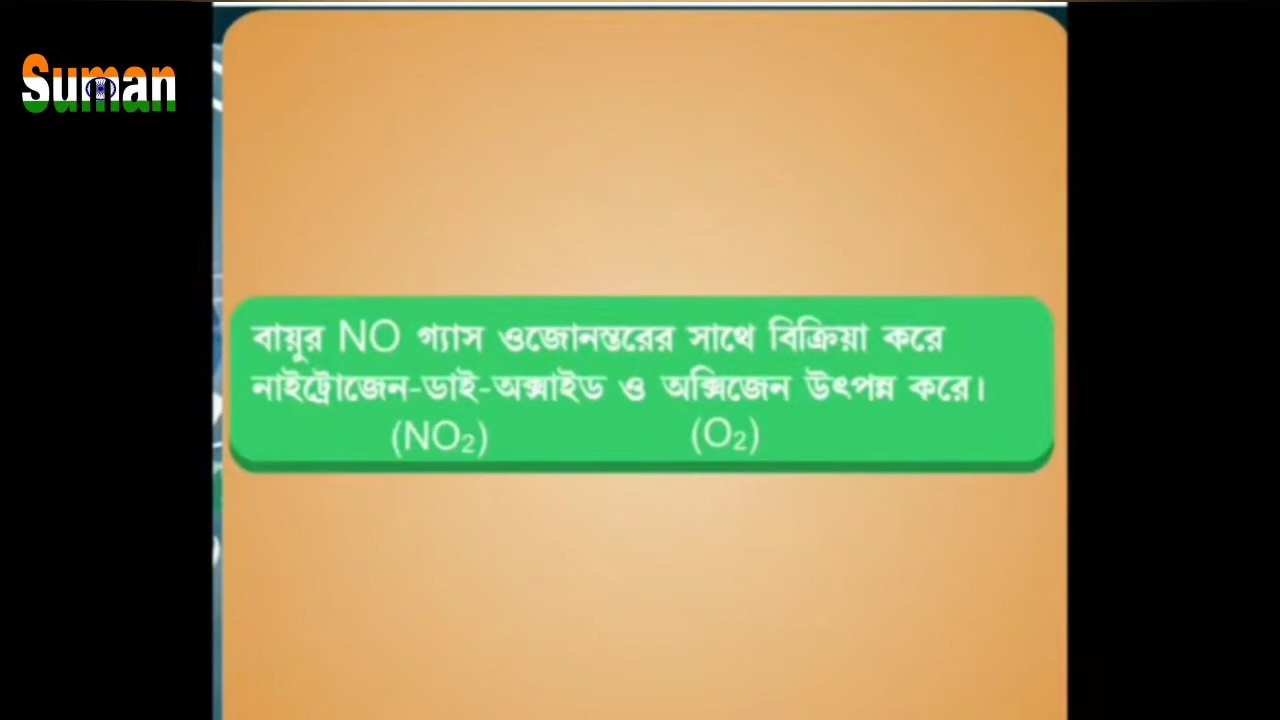 Suman
বায়ুর NO গ্যাস ওজোনস্তরের সাথে বিক্রিয়া করে
নাইট্রোজেন-ডাই-অক্সাইড ও অক্সিজেন উৎপন্ন করে।
(NO₂) (O₂)